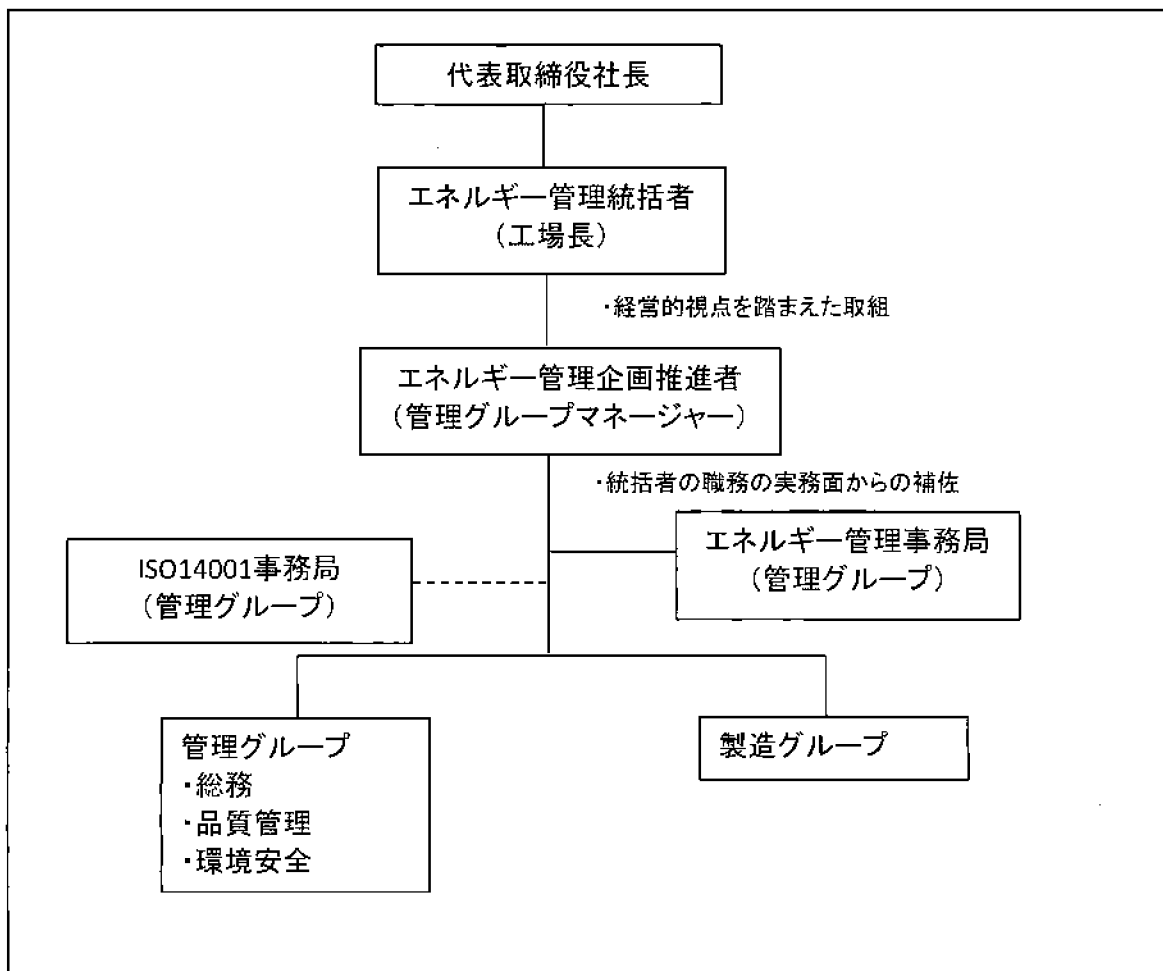 代表取締役社長
エネルギー管理統括者
（工場長）
・経営的視点を踏まえた取組
エネルギー管理企画推進者
（管理グループマネージャー）
・統括者の職務の実務面からの補佐
エネルギー管理事務局
（管理グループ）
ISO14001事務局
（管理グループ）
管理グループ
・総務
・品質管理
・環境安全
製造グループ